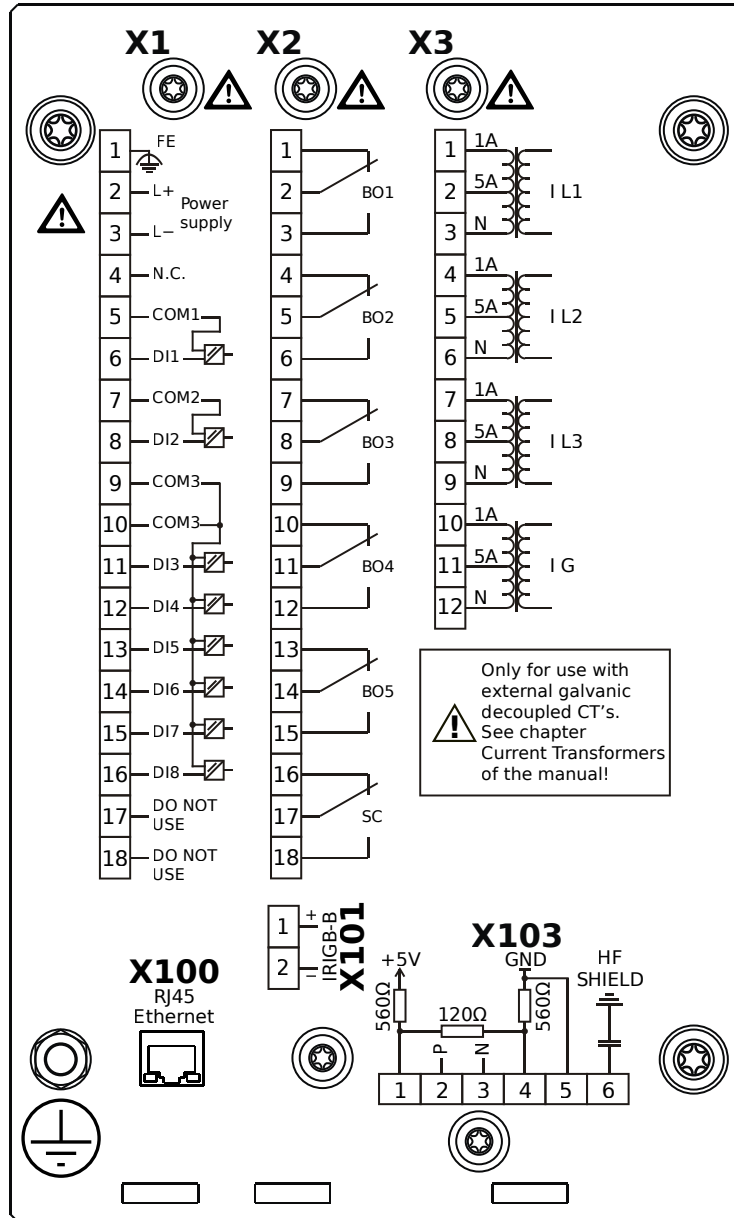 X1 X2 X3
1 FE
2 L+
Power
supply
3 L−
4 N.C.
5 COM1
6 DI1
7 COM2
8 DI2
9 COM3
10 COM3
11 DI3
12 DI4
13 DI5
14 DI6
15 DI7
16 DI8
17 DO NOT
USE
18 DO NOT
USE
1
2 BO1
3
4
5 BO2
6
7
8 BO3
9
10
11 BO4
12
13
14 BO5
15
16
17 SC
18
1 1A
2 5A I L1
3 N
4 1A
5 5A I L2
6 N
7 1A
8 5A I L3
9 N
10 1A
11 5A I G
12 N
Only for use with
external galvanic
decoupled CT's.
See chapter
Current Transformers
of the manual!
1 +
2 −
IRIGB-B
X101
X100
RJ45
Ethernet
X103
+5V GND HF
SHIELD
560Ω 120Ω 560Ω
P N
1 2 3 4 5 6